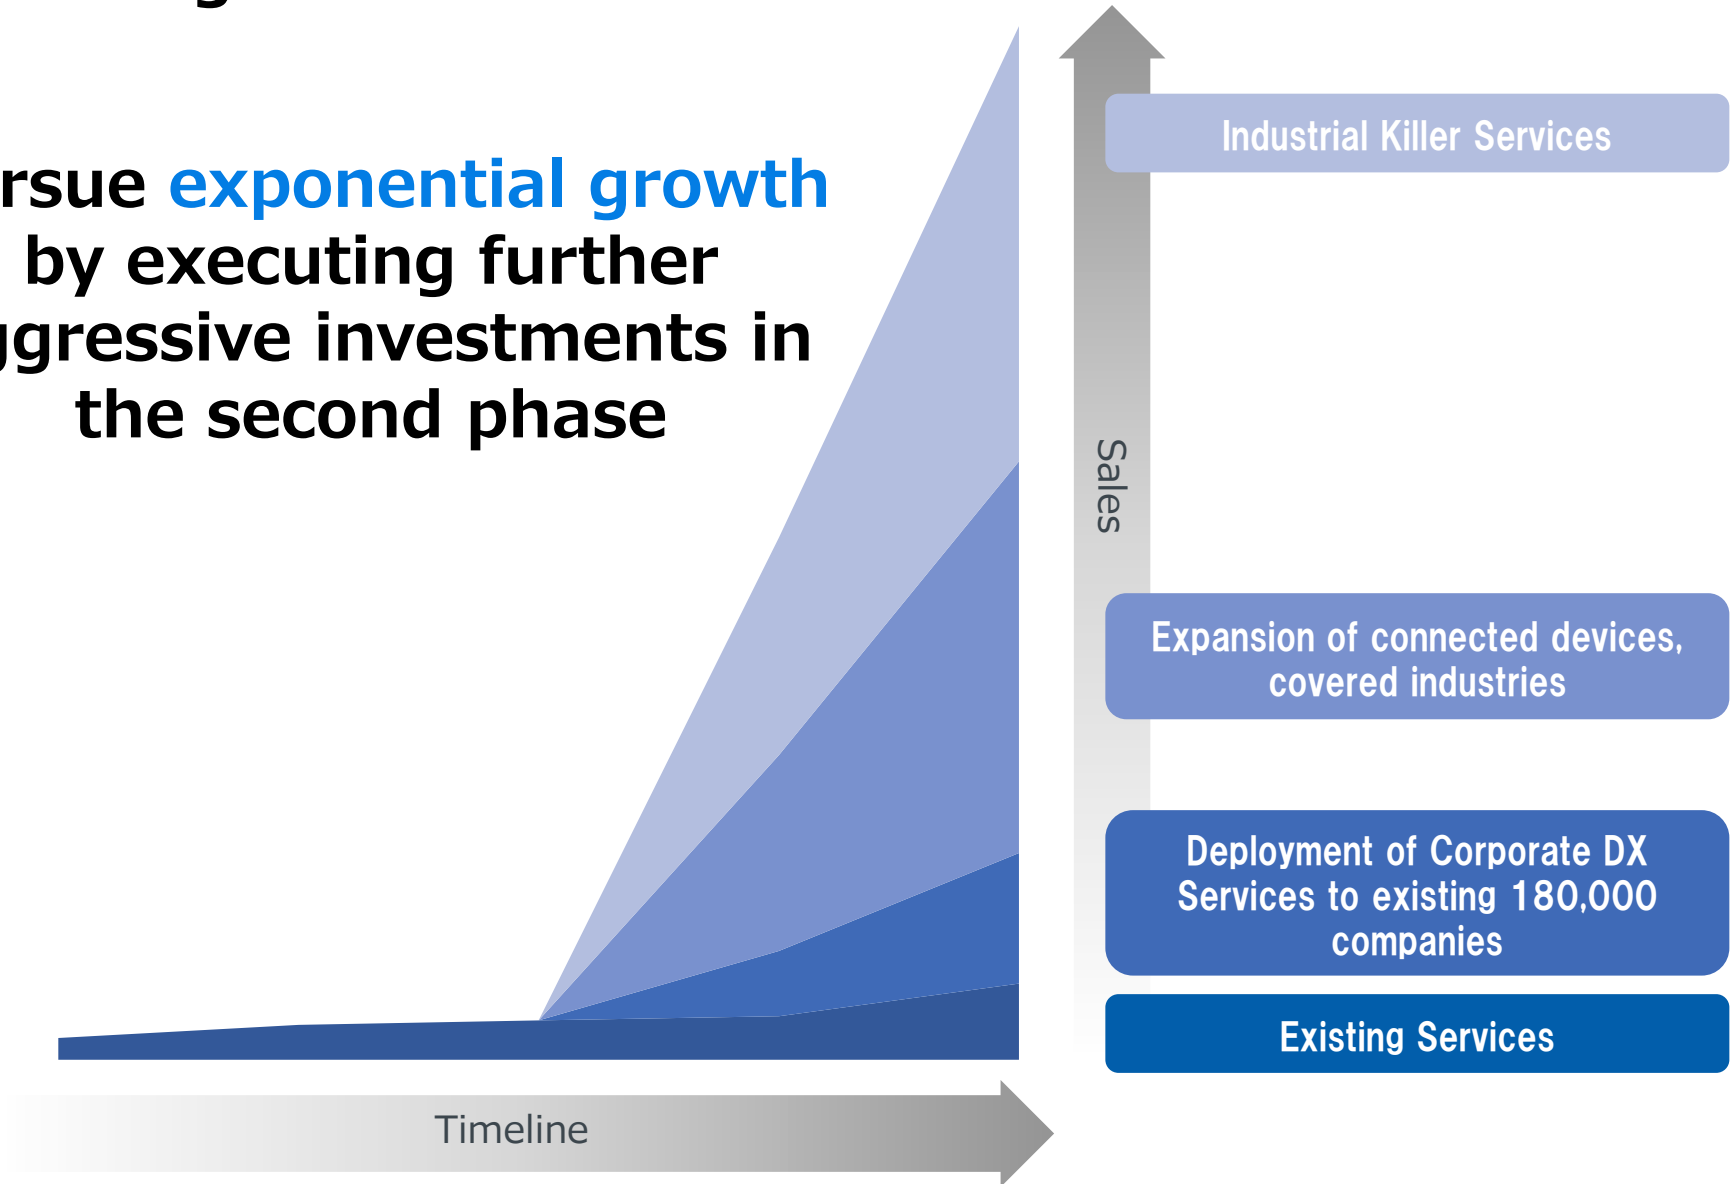 rsue exponential growth
by executing further
ggressive investments in
the second phase
Industrial Killer Services
Sales
Expansion of connected devices,
covered industries
Deployment of Corporate DX
Services to existing 180,000
companies
Existing Services
Timeline